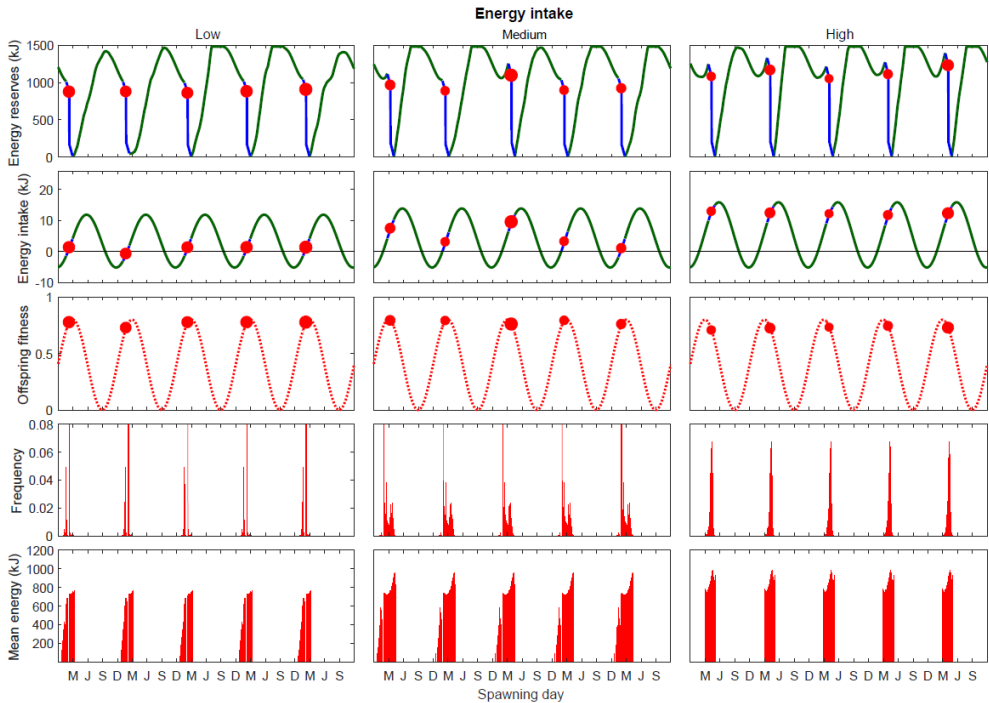 Energy intake
Low Medium High
Energy reserves (kJ)
1500
1000
500
0
Energy intake (kJ)
20
10
0
-10
Offspring fitness
1
0.5
0
Frequency
0.08
0.06
0.04
0.02
0
Mean energy (kJ)
1200
1000
800
600
400
200
M J S D M J S D M J S D M J S D M J S M J S D M J S D M J S D M J S D M J S M J S D M J S D M J S D M J S D M J S
Spawning day